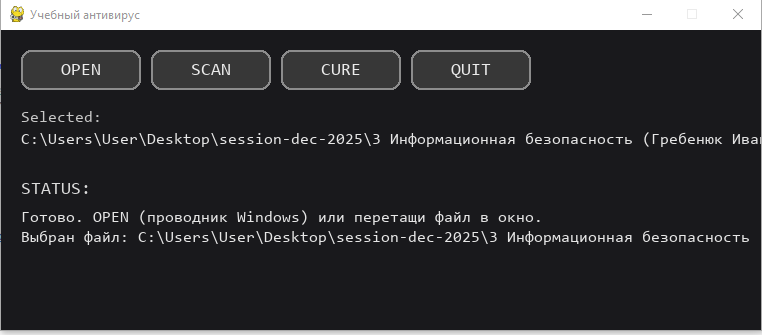 Учебный антивирус
OPEN SCAN CURE QUIT
Selected:
C:\Users\User\Desktop\session-dec-2025\3 Информационная безопасность (Гребенюк Иван
STATUS:
Готово. OPEN (проводник Windows) или перетащи файл в окно.
Выбран файл: C:\Users\User\Desktop\session-dec-2025\3 Информационная безопасность